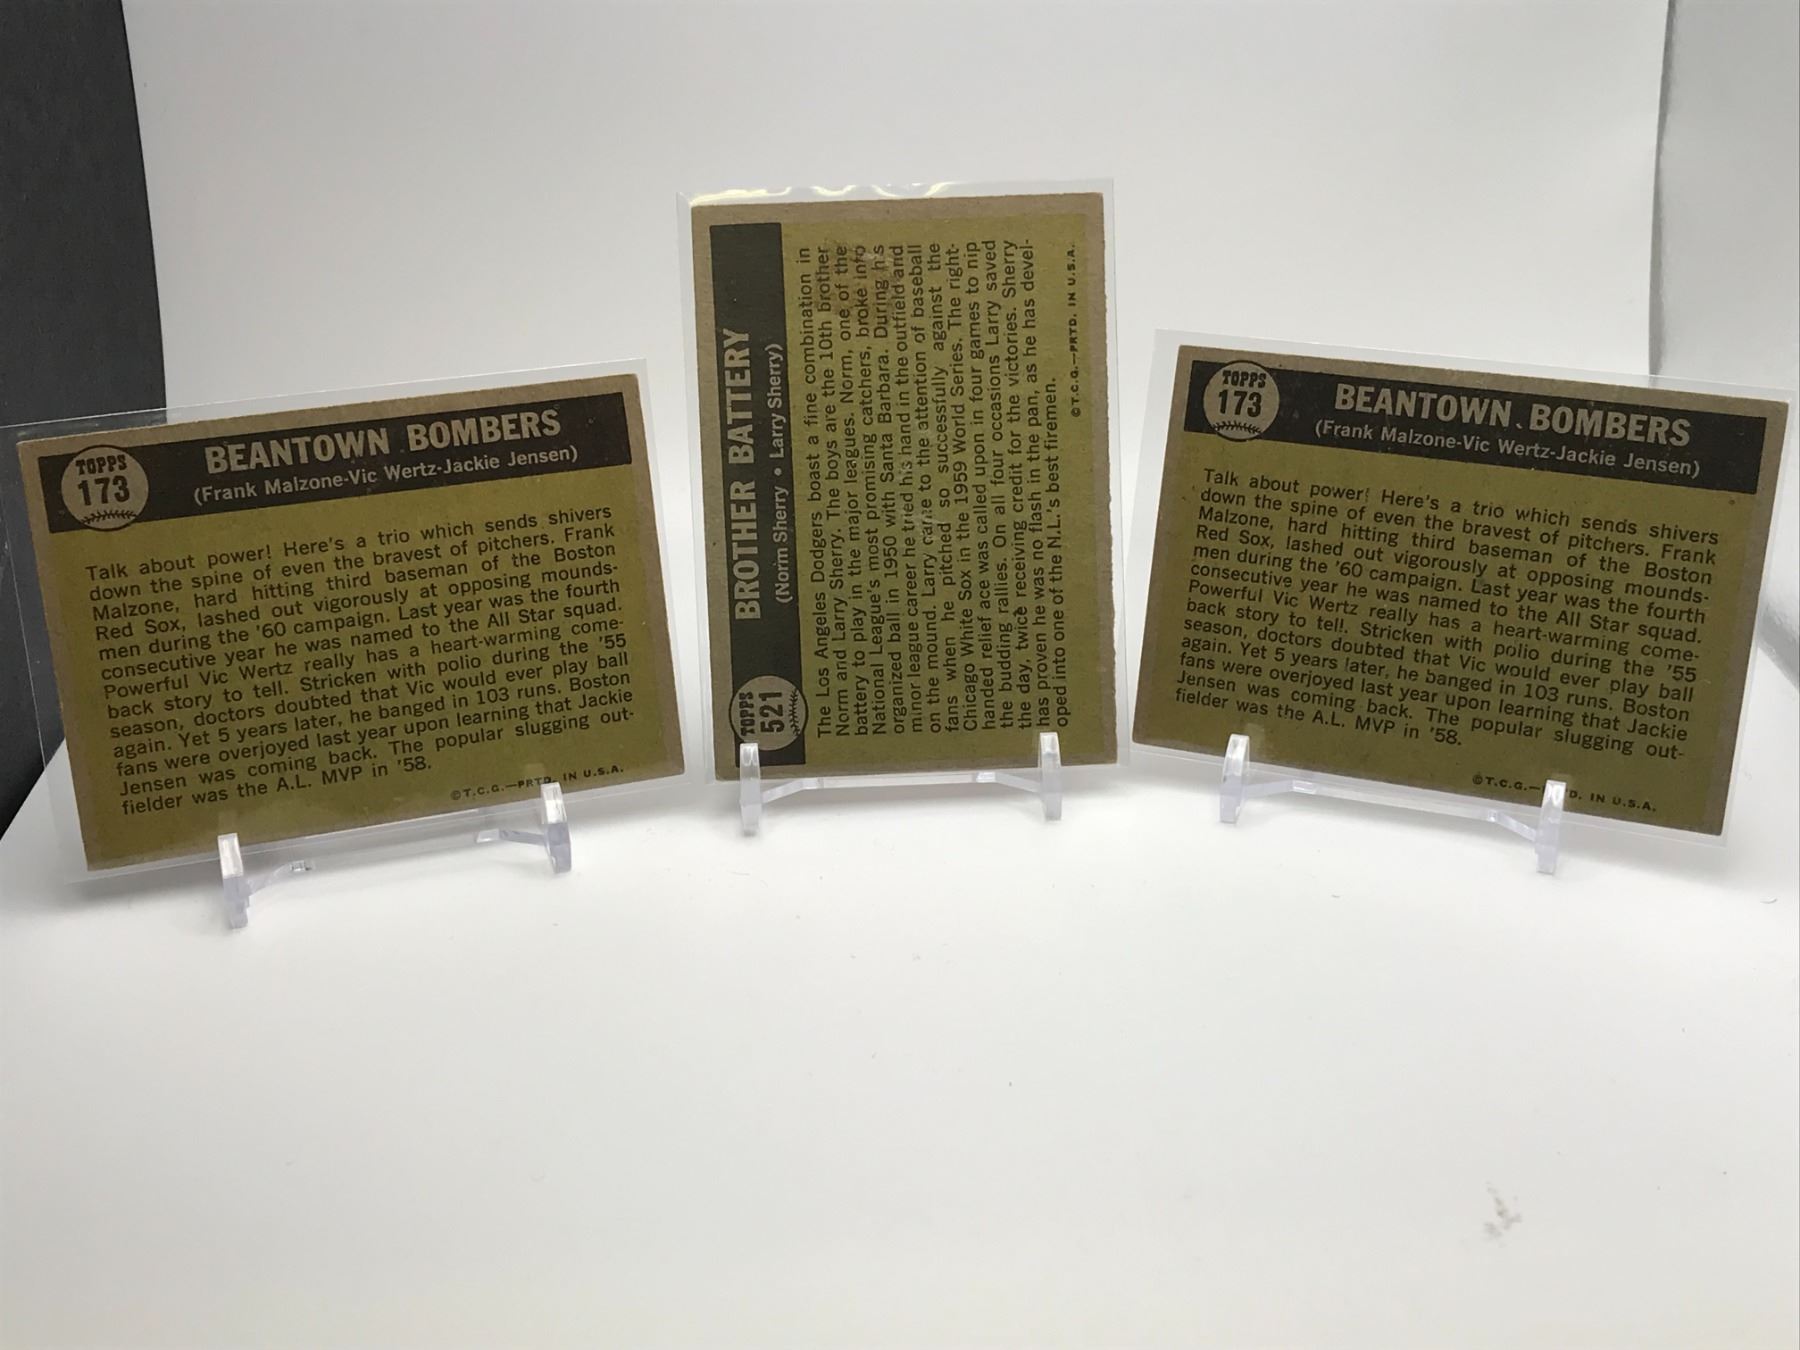 TOPPS
173
BEANTOWN BOMBERS
(Frank Malzone-Vic Wertz-Jackie Jensen)
Talk about power! Here's a trio which sends shivers
down the spine of even the bravest of pitchers. Frank
Malzone, hard hitting third baseman of the Boston
Red Sox, lashed out vigorously at opposing mounds-
men during the '60 campaign. Last year was the fourth
consecutive year he was named to the All Star squad.
Powerful Vic Wertz really has a heart-warming come-
back story to tell. Stricken with polio during the '55
season, doctors doubted that Vic would ever play ball
again. Yet 5 years later, he banged in 103 runs. Boston
fans were overjoyed last year upon learning that Jackie
Jensen was coming back. The popular slugging out-
fielder was the A.L. MVP in '58.
©T.C.G.—PRTD. IN U.S.A.
TOPPS
521
BROTHER BATTERY
(Norm Sherry • Larry Sherry)
The Los Angeles Dodgers boast a fine combination in
Norm and Larry Sherry. The boys are the 10th brother
battery to play in the major leagues. Norm, one of the
National League's most promising catchers, broke into
organized ball in 1950 with Santa Barbara. During his
minor league career he tried his hand in the outfield and
on the mound. Larry came to the attention of baseball
fans when he pitched so successfully against the
Chicago White Sox in the 1959 World Series. The right-
handed relief ace was called upon in four games to nip
the budding rallies. On all four occasions Larry saved
the day, twice receiving credit for the victories. Sherry
has proven he was no flash in the pan, as he has devel-
oped into one of the N.L.'s best firemen.
©T.C.G.—PRTD. IN U.S.A.
TOPPS
173
BEANTOWN BOMBERS
(Frank Malzone-Vic Wertz-Jackie Jensen)
Talk about power! Here's a trio which sends shivers
down the spine of even the bravest of pitchers. Frank
Malzone, hard hitting third baseman of the Boston
Red Sox, lashed out vigorously at opposing mounds-
men during the '60 campaign. Last year was the fourth
consecutive year he was named to the All Star squad.
Powerful Vic Wertz really has a heart-warming come-
back story to tell. Stricken with polio during the '55
season, doctors doubted that Vic would ever play ball
again. Yet 5 years later, he banged in 103 runs. Boston
fans were overjoyed last year upon learning that Jackie
Jensen was coming back. The popular slugging out-
fielder was the A.L. MVP in '58.
©T.C.G.— IN U.S.A.